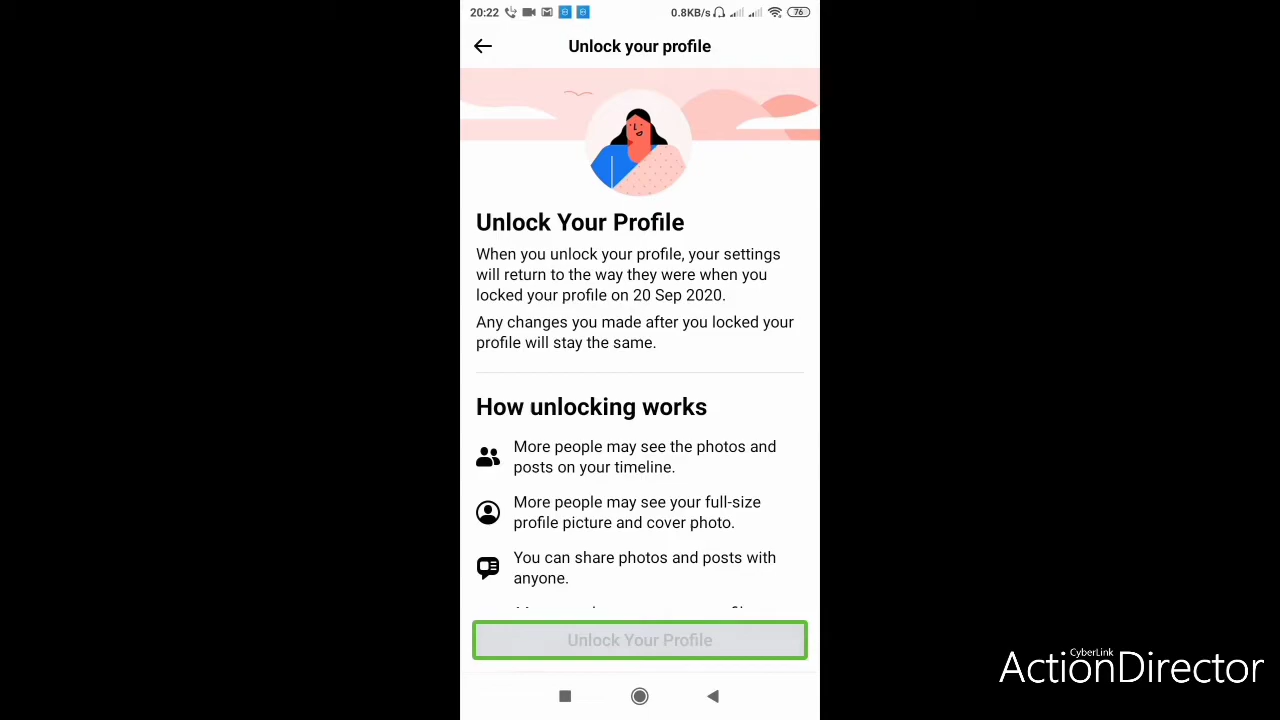 20:22
0.8KB/s
76
Unlock your profile
Unlock Your Profile
When you unlock your profile, your settings
will return to the way they were when you
locked your profile on 20 Sep 2020.
Any changes you made after you locked your
profile will stay the same.
How unlocking works
More people may see the photos and
posts on your timeline.
More people may see your full-size
profile picture and cover photo.
You can share photos and posts with
anyone.
Unlock Your Profile
CyberLink
ActionDirector